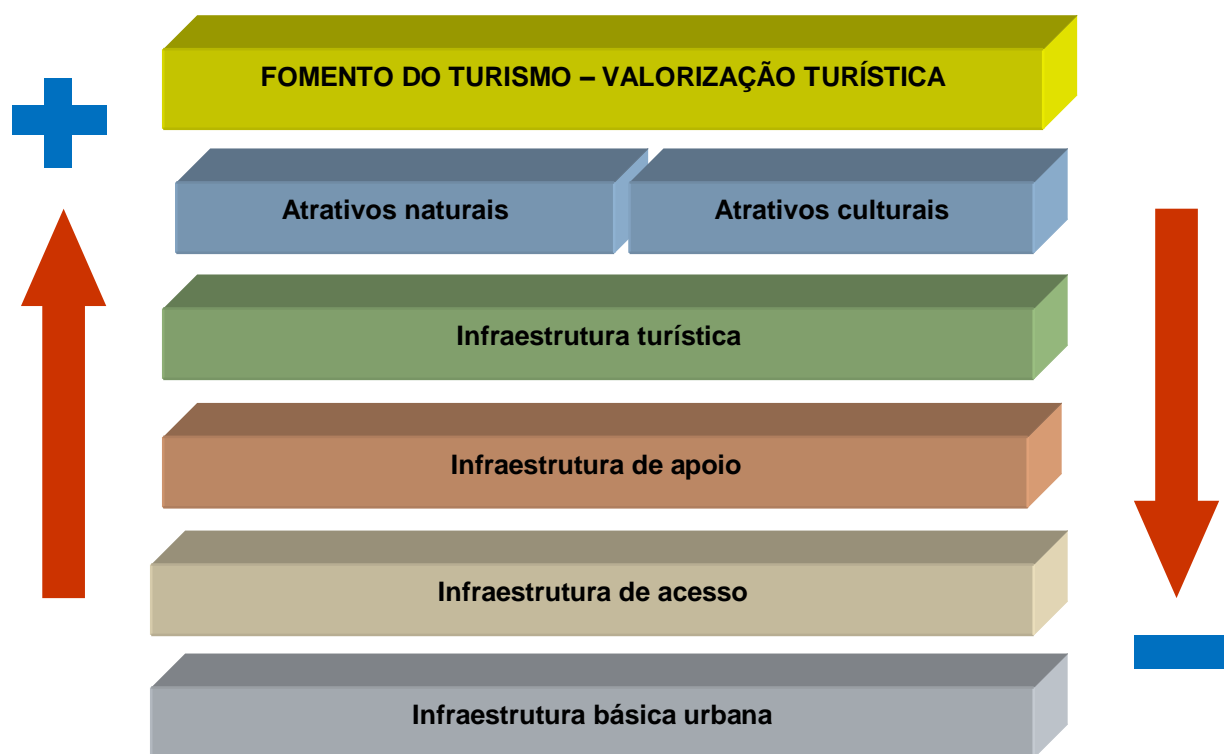 FOMENTO DO TURISMO – VALORIZAÇÃO TURÍSTICA
Atrativos naturais
Atrativos culturais
Infraestrutura turística
Infraestrutura de apoio
Infraestrutura de acesso
Infraestrutura básica urbana